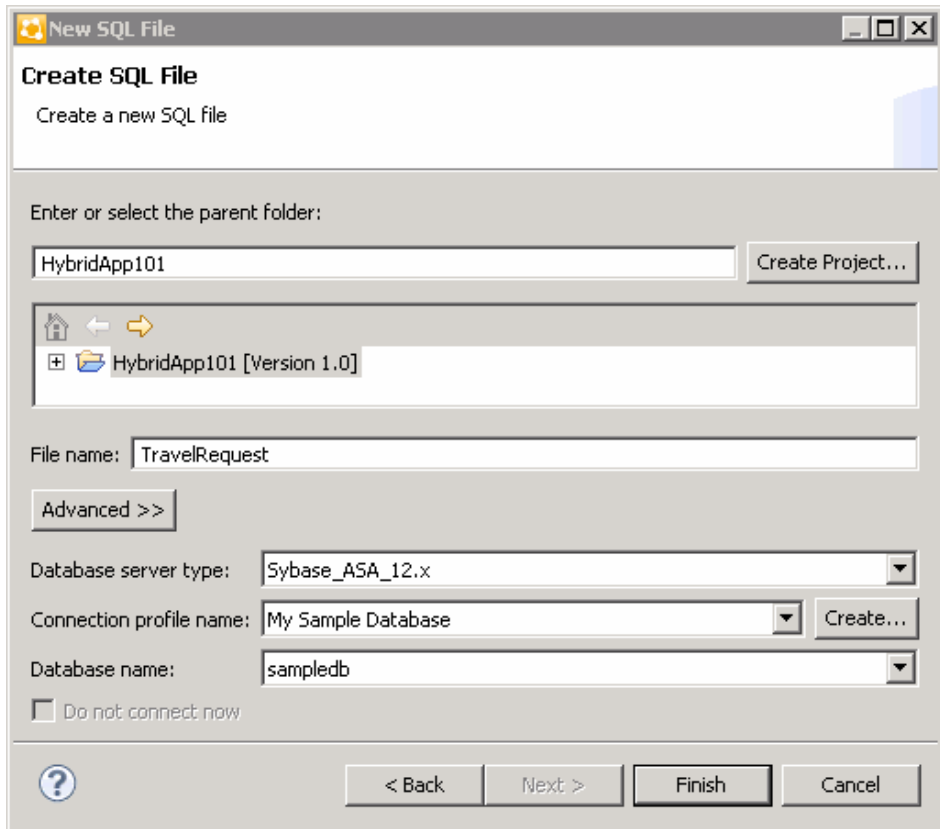 New SQL File
Create SQL File
Create a new SQL file
Enter or select the parent folder:
HybridApp101
Create Project...
HybridApp101 [Version 1.0]
File name: TravelRequest
Advanced >>
Database server type: Sybase_ASA_12.x
Connection profile name: My Sample Database Create...
Database name: sampledb
Do not connect now
? < Back Next > Finish Cancel